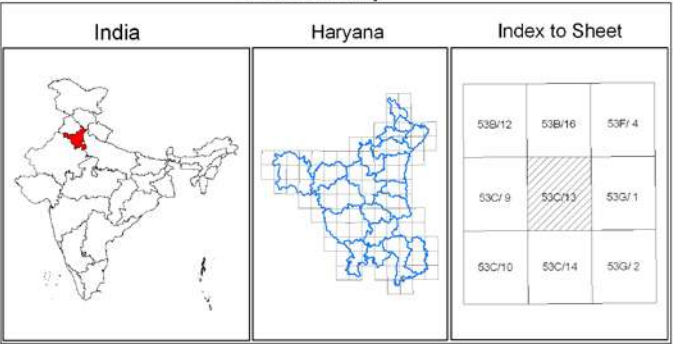 India
Haryana
Index to Sheet
53B/12 53B/16 53F/ 4
53C/ 9 53C/13 53G/ 1
53C/10 53C/14 53G/ 2